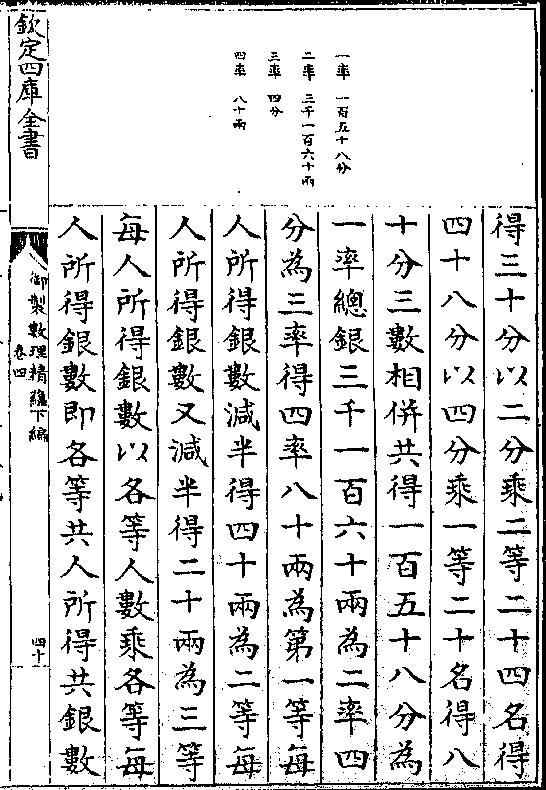 一率 一百五十八分
二率 三千一百六十兩
三率 四分
四率 八十兩
得三十分以二分乘二等二十四名得
四十八分以四分乘一等二十名得八
十分三數相併共得一百五十八分為
一率總銀三千一百六十兩為二率四
分為三率得四率八十兩為第一等每
人所得銀數減半得四十兩為二等每
人所得銀數又減半得二十兩為三等
每人所得銀數以各等人數乘各等每
人所得銀數即各等共人所得共銀數
欽定四庫全書
御製數理精蘊下編
卷四
四十